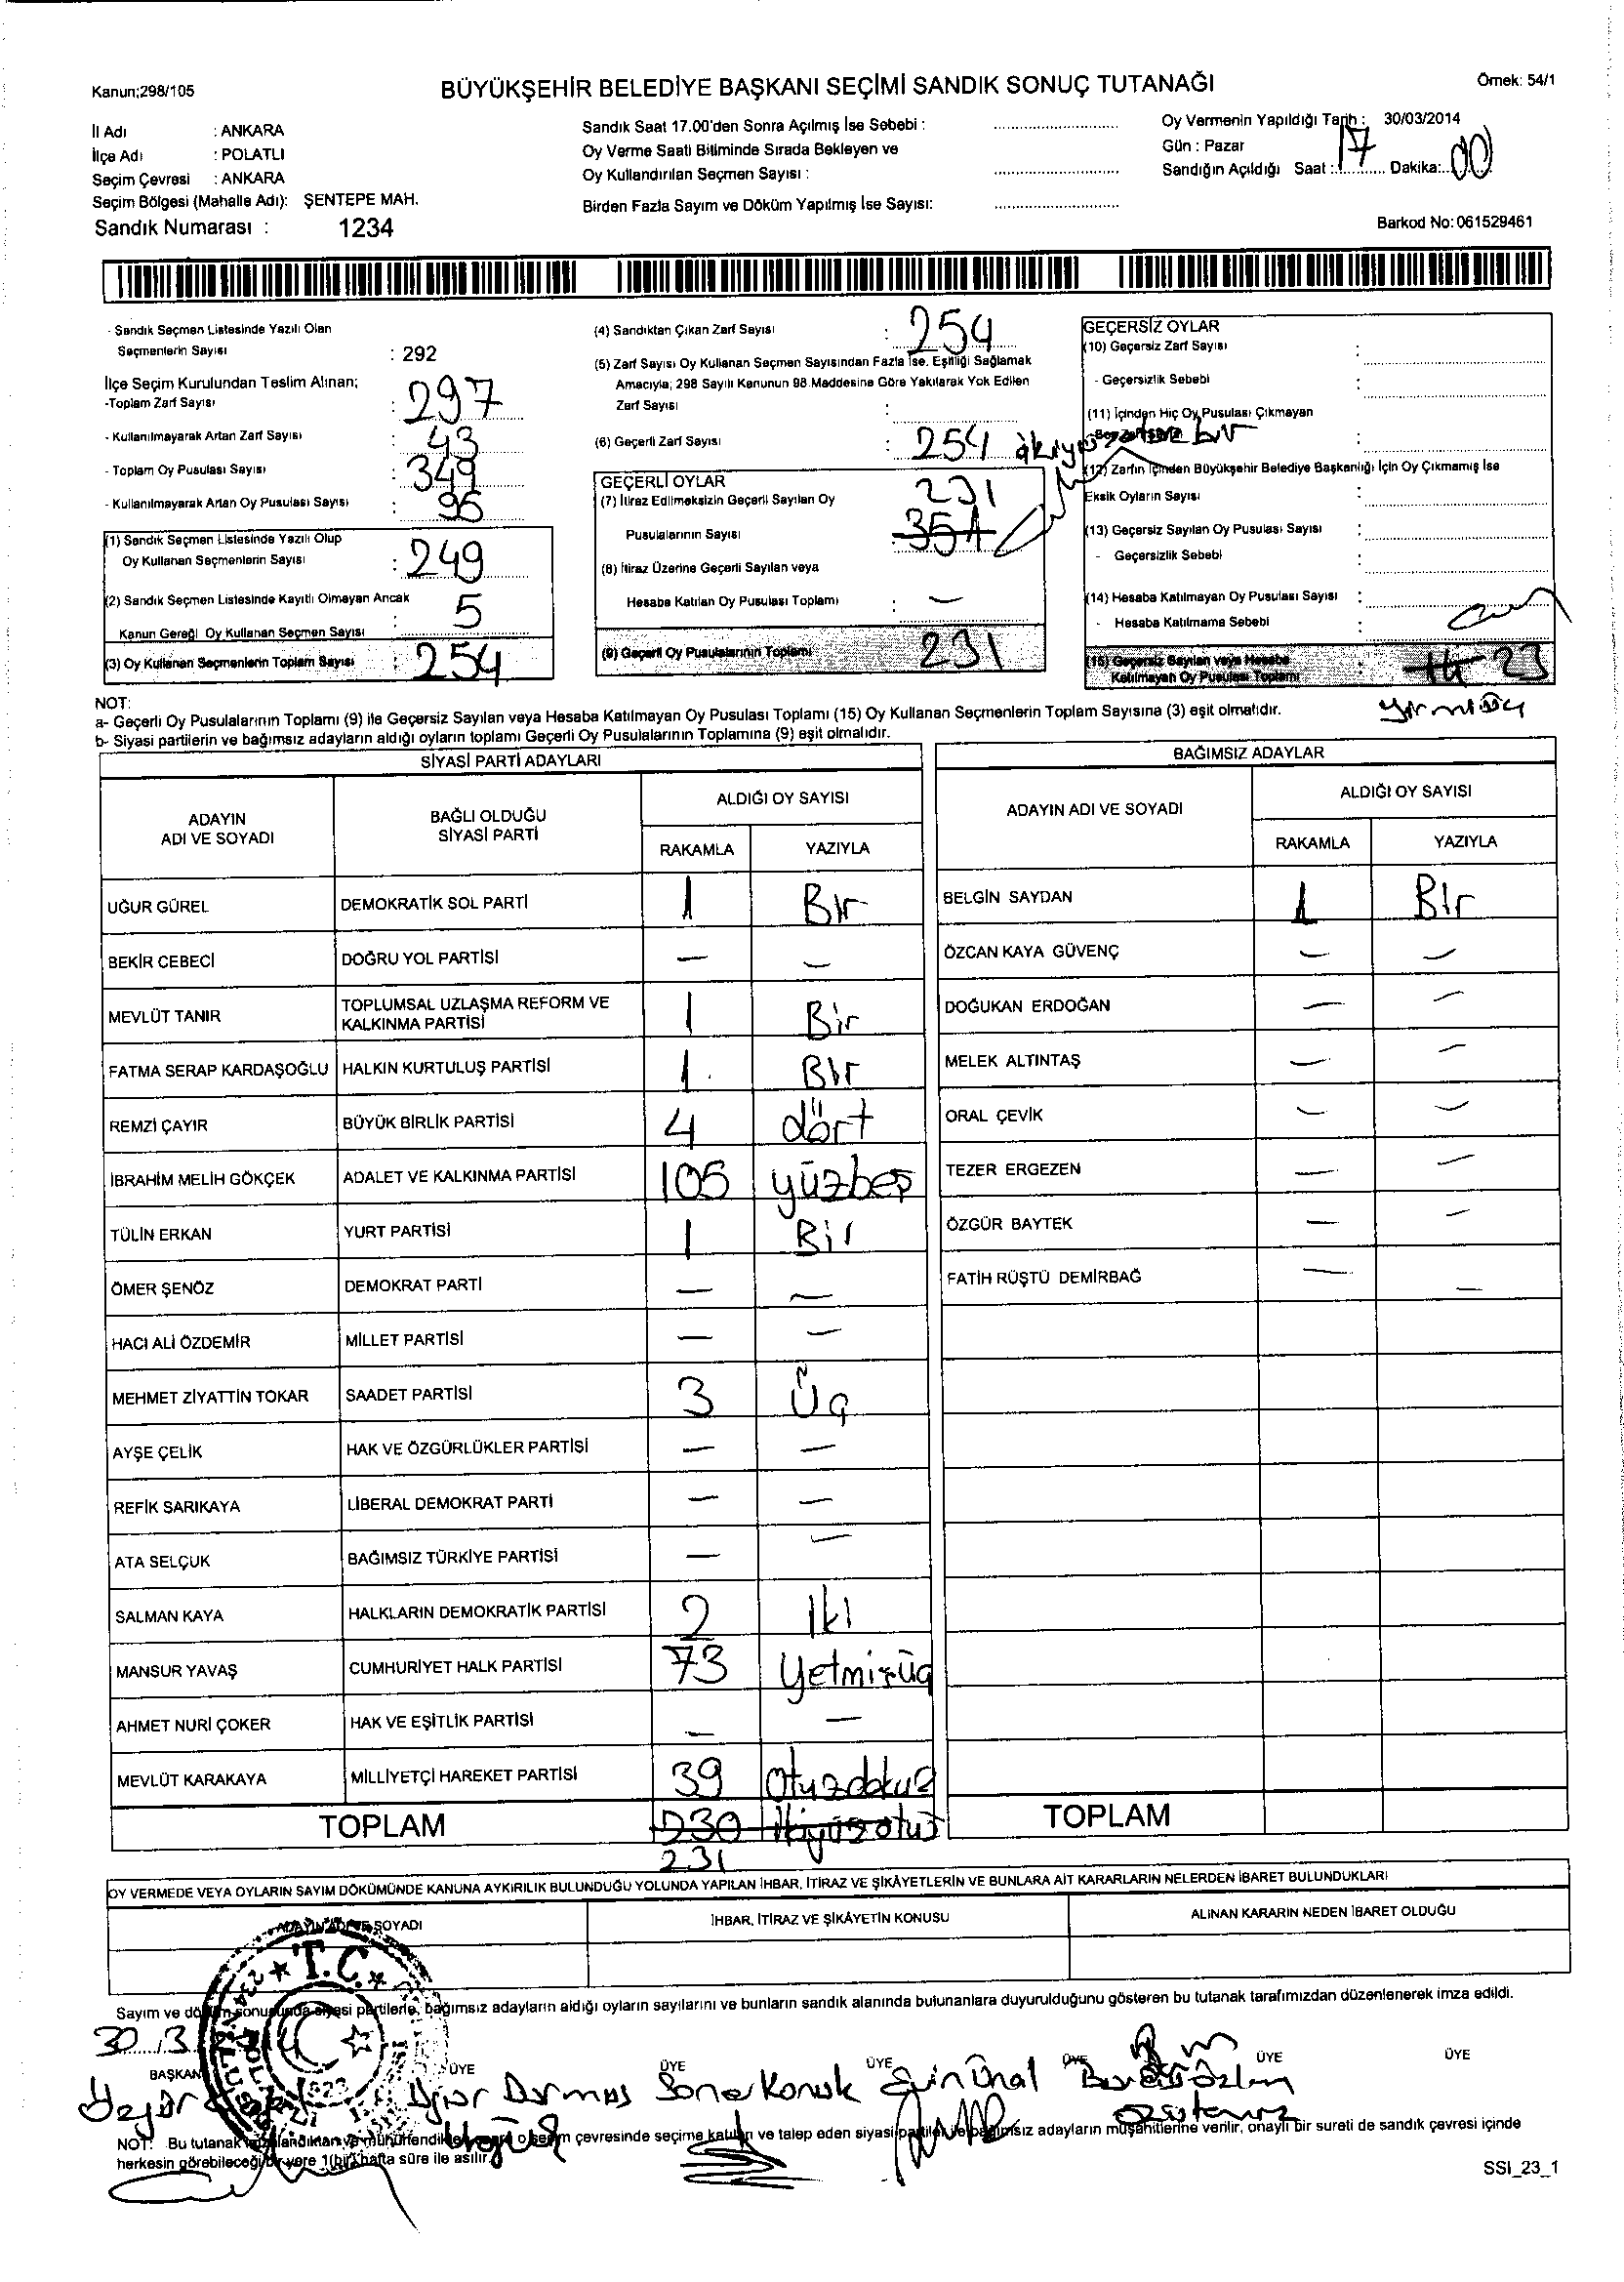 Kanun;298/105
BÜYÜKŞEHİR BELEDİYE BAŞKANI SEÇİMİ SANDIK SONUÇ TUTANAĞI
Örnek: 54/1
İl Adı : ANKARA
İlçe Adı : POLATLI
Seçim Çevresi : ANKARA
Seçim Bölgesi (Mahalle Adı): ŞENTEPE MAH.
Sandık Numarası : 1234
Sandık Saat 17.00'den Sonra Açılmış İse Sebebi :
Oy Verme Saati Bitiminde Sırada Bekleyen ve
Oy Kullandırılan Seçmen Sayısı :
Birden Fazla Sayım ve Döküm Yapılmış İse Sayısı:
Oy Vermenin Yapıldığı Tarih : 30/03/2014
Gün : Pazar
Sandığın Açıldığı Saat : 17 Dakika: 00
Barkod No: 061529461
- Sandık Seçmen Listesinde Yazılı Olan
Seçmenlerin Sayısı : 292
İlçe Seçim Kurulundan Teslim Alınan;
-Toplam Zarf Sayısı : 297
- Kullanılmayarak Artan Zarf Sayısı : 43
- Toplam Oy Pusulası Sayısı : 349
- Kullanılmayarak Artan Oy Pusulası Sayısı : 95
(1) Sandık Seçmen Listesinde Yazılı Olup
Oy Kullanan Seçmenlerin Sayısı : 249
(2) Sandık Seçmen Listesinde Kayıtlı Olmayan Ancak
Kanun Gereği Oy Kullanan Seçmen Sayısı : 5
(3) Oy Kullanan Seçmenlerin Toplam Sayısı : 254
(4) Sandıktan Çıkan Zarf Sayısı : 254
(5) Zarf Sayısı Oy Kullanan Seçmen Sayısından Fazla İse, Eşitliği Sağlamak
Amacıyla; 298 Sayılı Kanunun 98.Maddesine Göre Yakılarak Yok Edilen
Zarf Sayısı :
(6) Geçerli Zarf Sayısı : 254
GEÇERLİ OYLAR
(7) İtiraz Edilmeksizin Geçerli Sayılan Oy 231
Pusulalarının Sayısı : 
(8) İtiraz Üzerine Geçerli Sayılan veya
Hesaba Katılan Oy Pusulası Toplamı : —
(9) Geçerli Oy Pusulalarının Toplamı 231
GEÇERSİZ OYLAR
(10) Geçersiz Zarf Sayısı :
- Geçersizlik Sebebi :
(11) İçinden Hiç Oy Pusulası Çıkmayan
(12) Zarfın İçinden Büyükşehir Belediye Başkanlığı İçin Oy Çıkmamış İse
Eksik Oyların Sayısı :
(13) Geçersiz Sayılan Oy Pusulası Sayısı :
- Geçersizlik Sebebi :
(14) Hesaba Katılmayan Oy Pusulası Sayısı :
- Hesaba Katılmama Sebebi :
(15) Geçersiz Sayılan veya Hesaba
Katılmayan Oy Pusulası Toplamı : 23
NOT:
a- Geçerli Oy Pusulalarının Toplamı (9) ile Geçersiz Sayılan veya Hesaba Katılmayan Oy Pusulası Toplamı (15) Oy Kullanan Seçmenlerin Toplam Sayısına (3) eşit olmalıdır.
b- Siyasi partilerin ve bağımsız adayların aldığı oyların toplamı Geçerli Oy Pusulalarının Toplamına (9) eşit olmalıdır.
SİYASİ PARTİ ADAYLARI
ADAYIN ADI VE SOYADI
BAĞLI OLDUĞU SİYASİ PARTİ
ALDIĞI OY SAYISI
RAKAMLA YAZIYLA
UĞUR GÜREL DEMOKRATİK SOL PARTİ 1 Bir
BEKİR CEBECİ DOĞRU YOL PARTİSİ — —
MEVLÜT TANIR TOPLUMSAL UZLAŞMA REFORM VE KALKINMA PARTİSİ 1 Bir
FATMA SERAP KARDAŞOĞLU HALKIN KURTULUŞ PARTİSİ 1 Bir
REMZİ ÇAYIR BÜYÜK BİRLİK PARTİSİ 4 dört
İBRAHİM MELİH GÖKÇEK ADALET VE KALKINMA PARTİSİ 105 yüzbeş
TÜLİN ERKAN YURT PARTİSİ 1 Bir
ÖMER ŞENÖZ DEMOKRAT PARTİ — —
HACI ALİ ÖZDEMİR MİLLET PARTİSİ — —
MEHMET ZİYATTİN TOKAR SAADET PARTİSİ 3 Üç
AYŞE ÇELİK HAK VE ÖZGÜRLÜKLER PARTİSİ — —
REFİK SARIKAYA LİBERAL DEMOKRAT PARTİ — —
ATA SELÇUK BAĞIMSIZ TÜRKİYE PARTİSİ — —
SALMAN KAYA HALKLARIN DEMOKRATİK PARTİSİ 2 İki
MANSUR YAVAŞ CUMHURİYET HALK PARTİSİ 73 Yetmişüç
AHMET NURİ ÇOKER HAK VE EŞİTLİK PARTİSİ — —
MEVLÜT KARAKAYA MİLLİYETÇİ HAREKET PARTİSİ 39 Otuzdokuz
TOPLAM 230 ikiyüzotuz
231
BAĞIMSIZ ADAYLAR
ADAYIN ADI VE SOYADI
ALDIĞI OY SAYISI
RAKAMLA YAZIYLA
BELGİN SAYDAN 1 Bir
ÖZCAN KAYA GÜVENÇ — —
DOĞUKAN ERDOĞAN — —
MELEK ALTINTAŞ — —
ORAL ÇEVİK — —
TEZER ERGEZEN — —
ÖZGÜR BAYTEK — —
FATİH RÜŞTÜ DEMİRBAĞ — —
TOPLAM
OY VERMEDE VEYA OYLARIN SAYIM DÖKÜMÜNDE KANUNA AYKIRILIK BULUNDUĞU YOLUNDA YAPILAN İHBAR, İTİRAZ VE ŞİKÂYETLERİN VE BUNLARA AİT KARARLARIN NELERDEN İBARET BULUNDUKLARI
ADAYIN ADI VE SOYADI
İHBAR, İTİRAZ VE ŞİKÂYETİN KONUSU
ALINAN KARARIN NEDEN İBARET OLDUĞU
T.C.
Sayım ve döküm sonucunda siyasi partilerle, bağımsız adayların aldığı oyların sayılarını ve bunların sandık alanında bulunanlara duyurulduğunu gösteren bu tutanak tarafımızdan düzenlenerek imza edildi.
30 /3
BAŞKAN ÜYE ÜYE ÜYE ÜYE ÜYE ÜYE
Uğur Durmuş Soner Konuk
NOT: Bu tutanak imzalandıktan ve mühürlendikten sonra o seçim çevresinde seçime katılan ve talep eden siyasi partiler ile bağımsız adayların müşahitlerine verilir, onaylı bir sureti de sandık çevresi içinde
herkesin görebileceği bir yere 1(bir) hafta süre ile asılır.
SSI_23_1